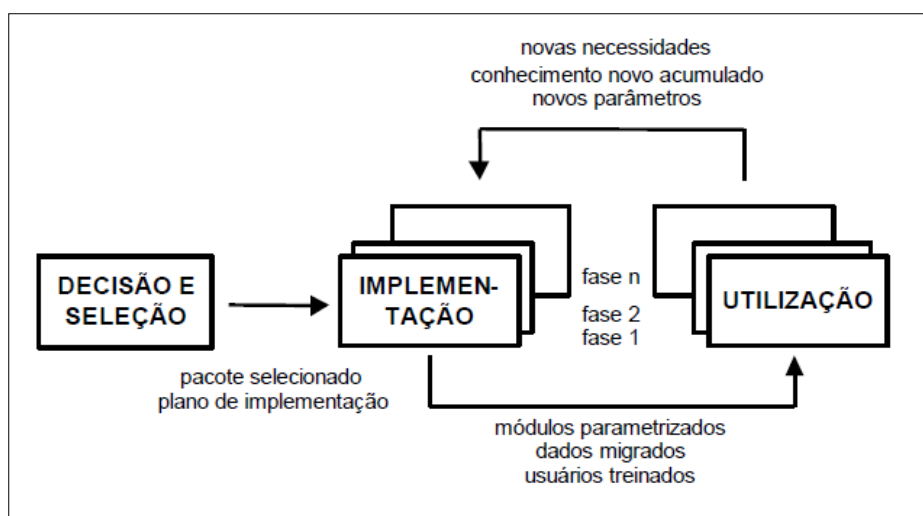 novas necessidades
conhecimento novo acumulado
novos parâmetros
DECISÃO E
SELEÇÃO
IMPLEMEN-
TAÇÃO
fase n
fase 2
fase 1
UTILIZAÇÃO
pacote selecionado
plano de implementação
módulos parametrizados
dados migrados
usuários treinados